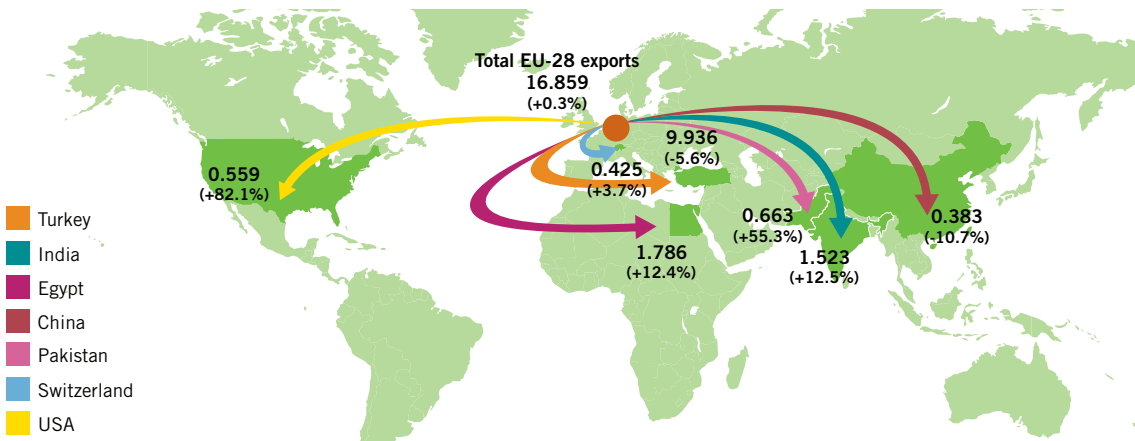 Total EU-28 exports
16.859
(+0.3%)
9.936
(-5.6%)
0.559
(+82.1%)
0.425
(+3.7%)
0.663
(+55.3%)
0.383
(-10.7%)
1.786
(+12.4%)
1.523
(+12.5%)
Turkey
India
Egypt
China
Pakistan
Switzerland
USA